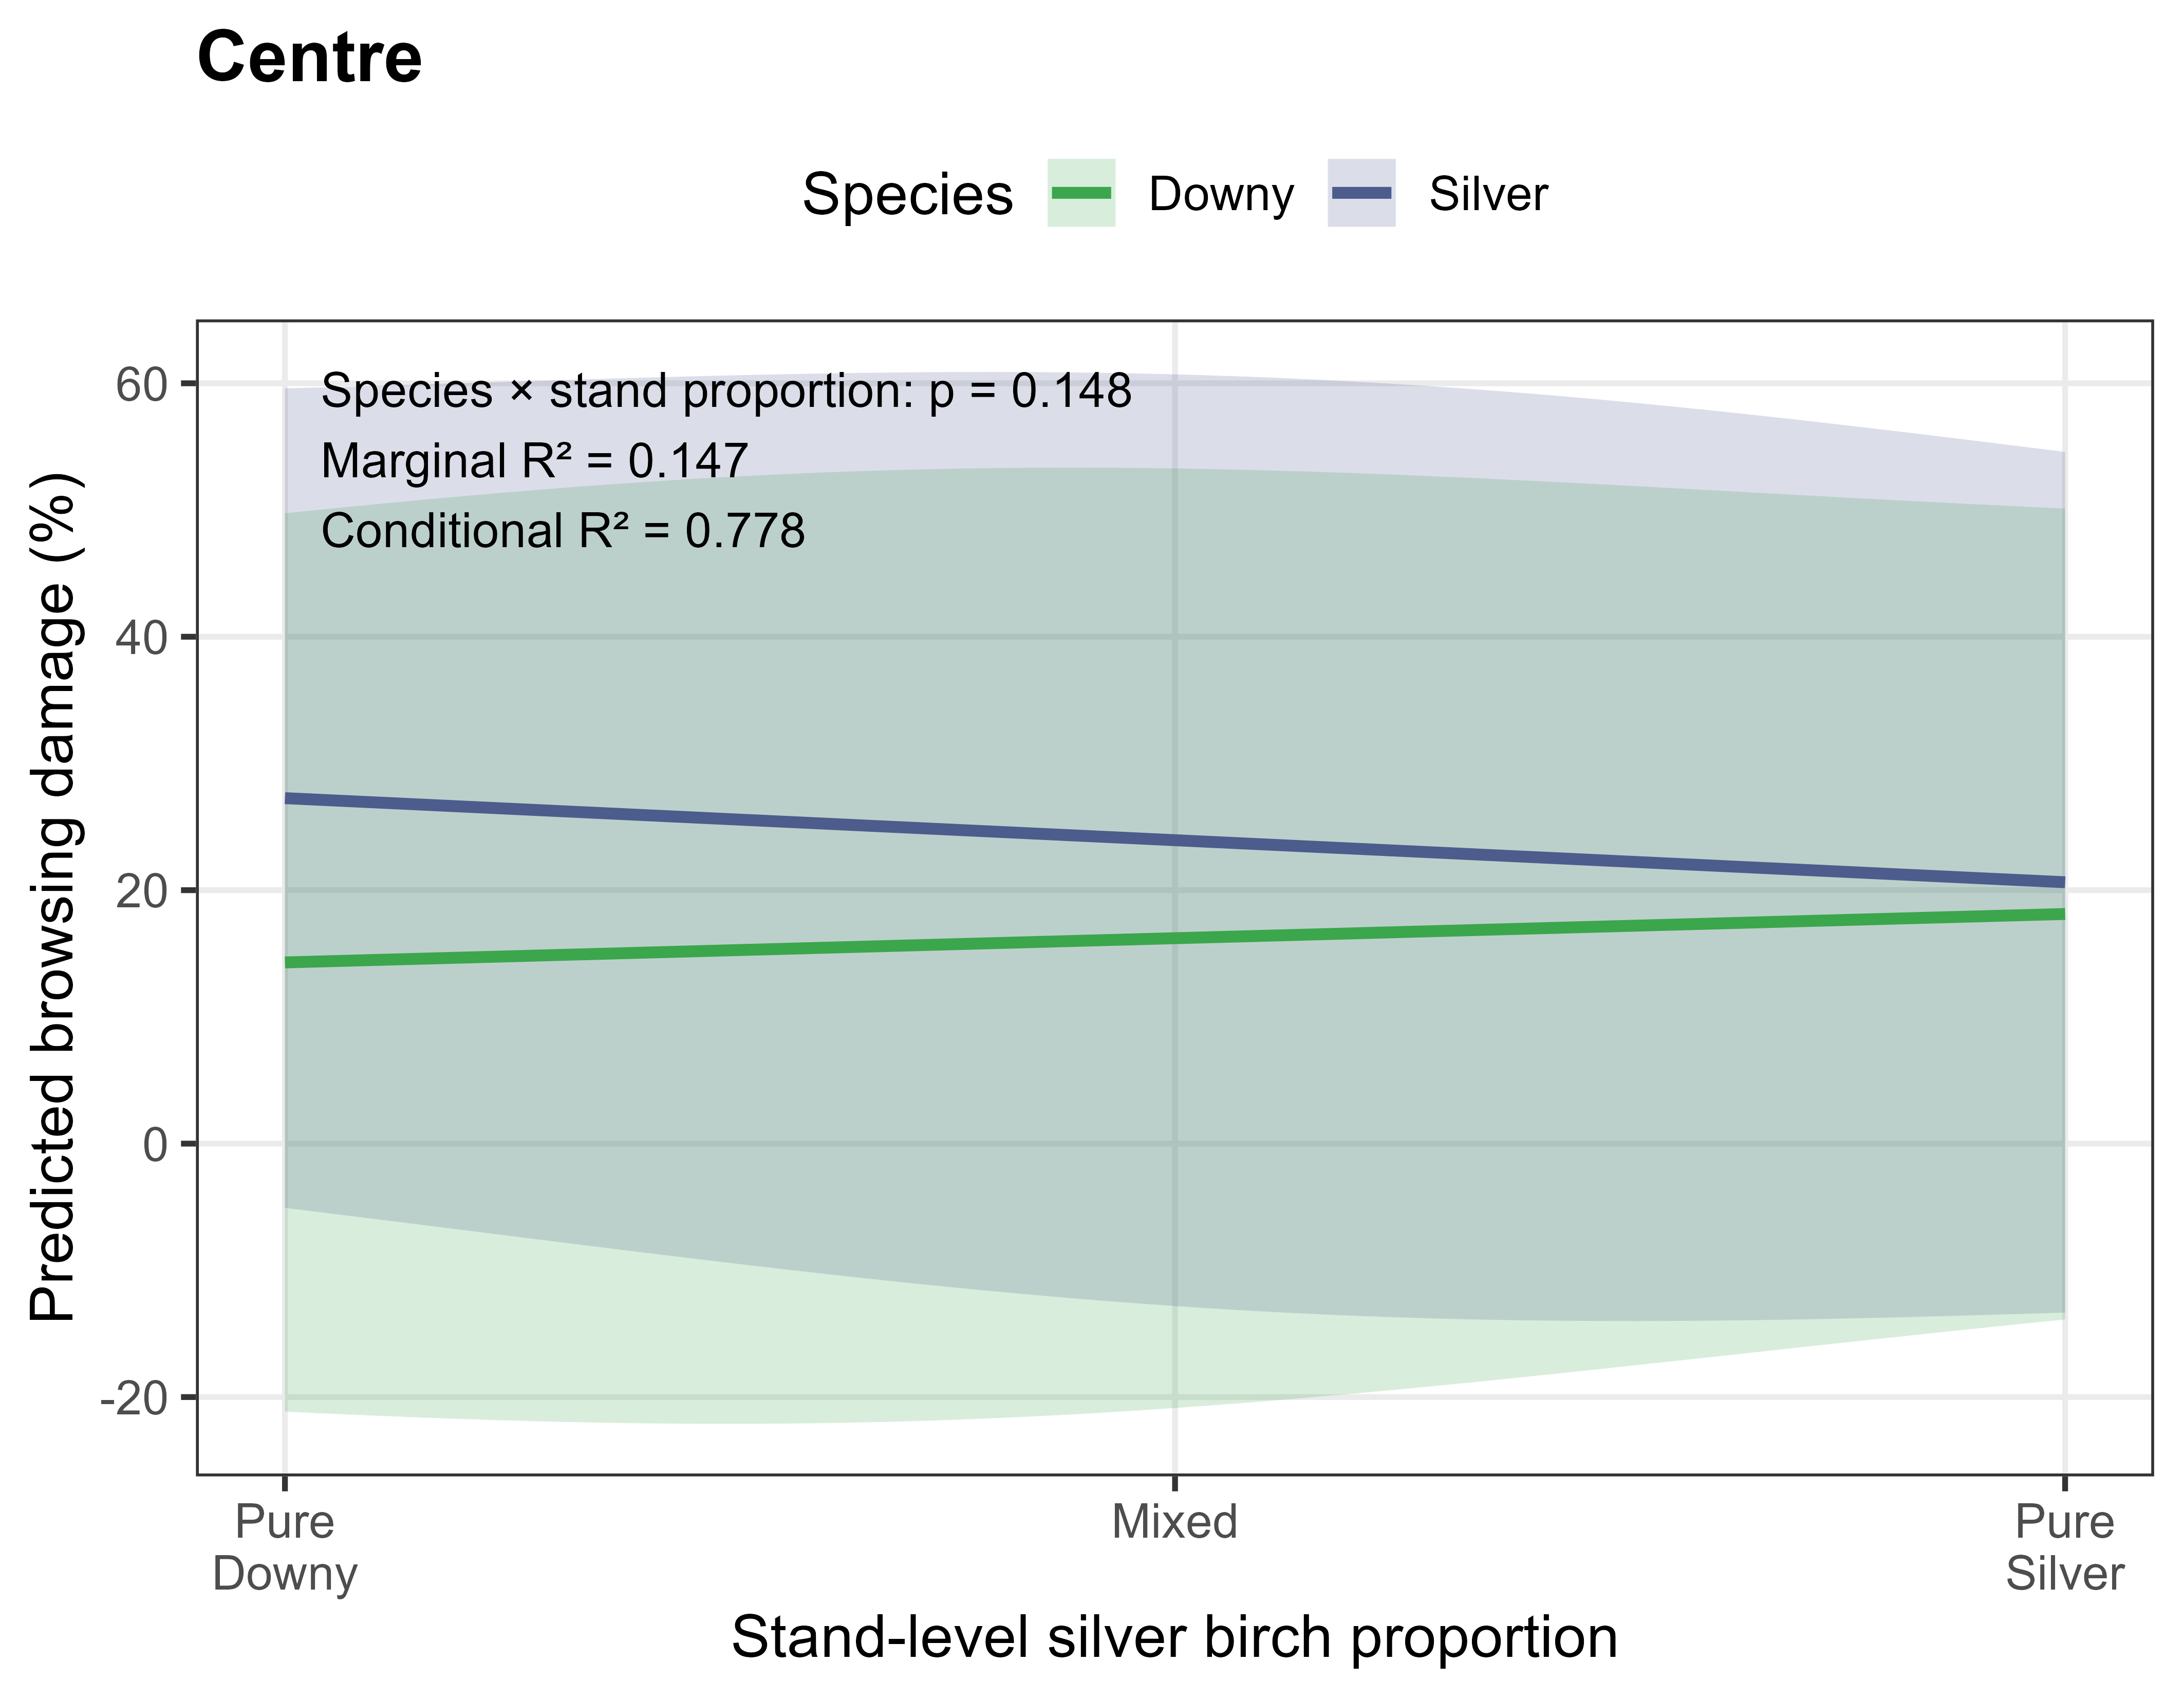 Centre
Species Downy Silver
Species × stand proportion: p = 0.148
Marginal R² = 0.147
Conditional R² = 0.778
Predicted browsing damage (%)
60
40
20
0
-20
Pure Downy
Mixed
Pure Silver
Stand-level silver birch proportion